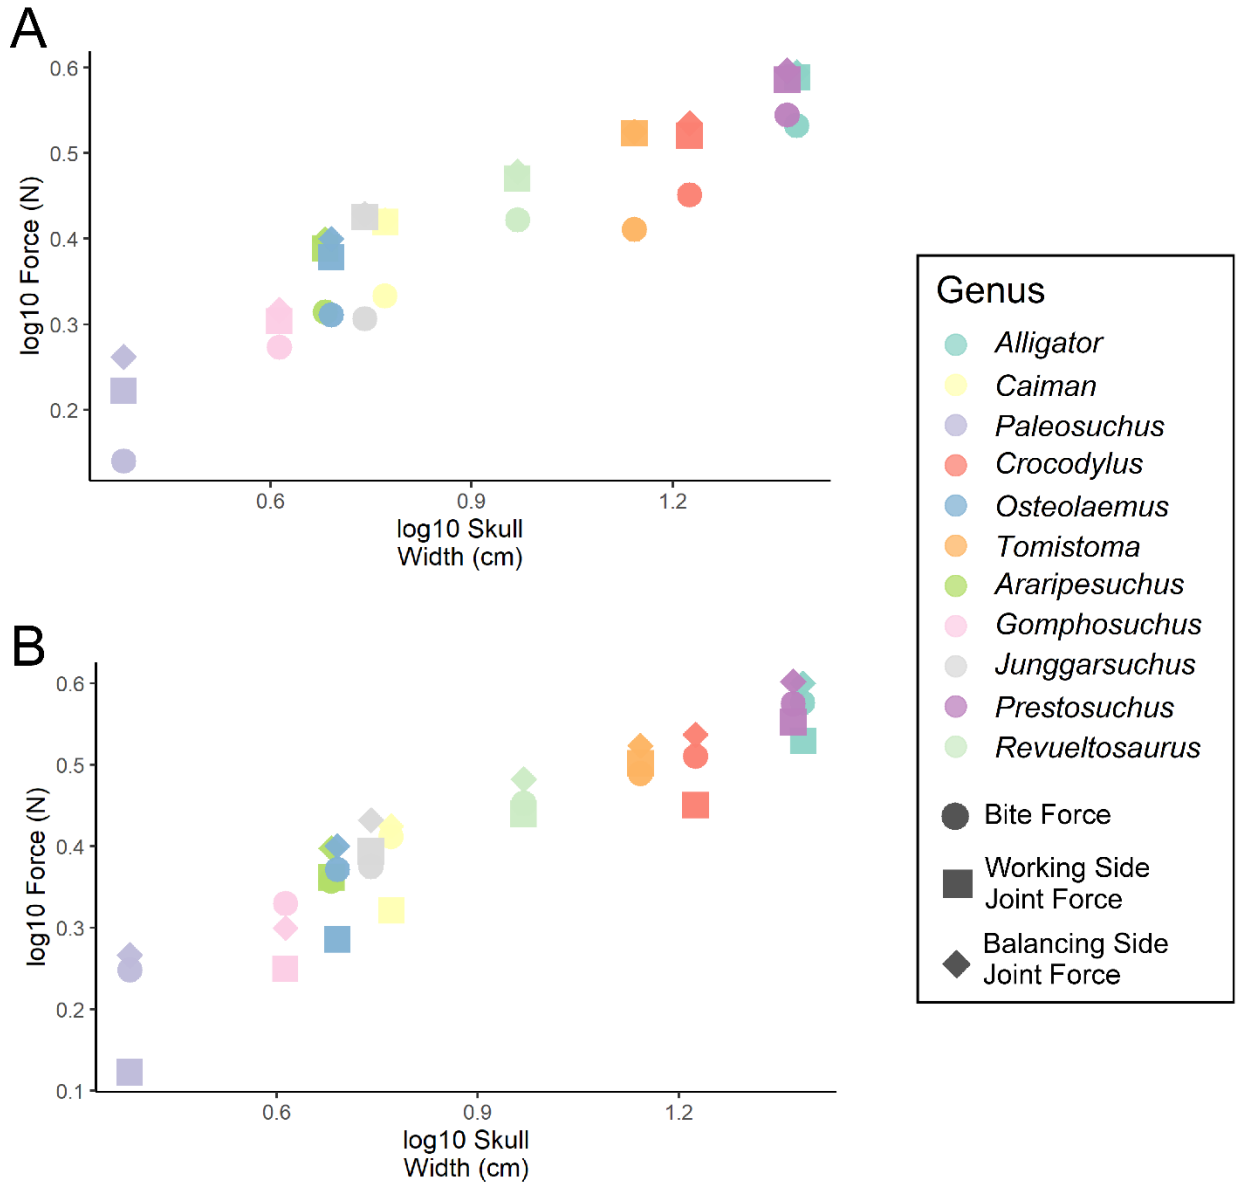 A
0.6
0.5
0.4
0.3
0.2
log10 Force (N)
0.6 0.9 1.2
log10 Skull
Width (cm)
B
0.6
0.5
0.4
0.3
0.2
0.1
log10 Force (N)
0.6 0.9 1.2
log10 Skull
Width (cm)
Genus
Alligator
Caiman
Paleosuchus
Crocodylus
Osteolaemus
Tomistoma
Araripesuchus
Gomphosuchus
Junggarsuchus
Prestosuchus
Revueltosaurus
Bite Force
Working Side
Joint Force
Balancing Side
Joint Force